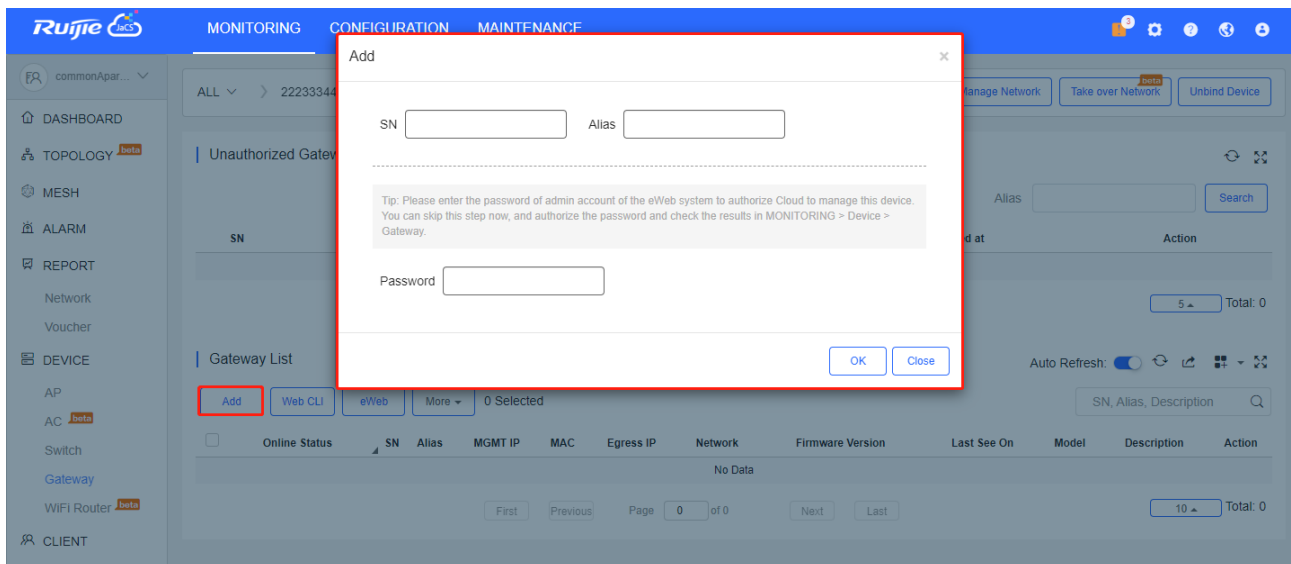 Ruijie JaCS MONITORING CONFIGURATION MAINTENANCE 3
commonApar...
ALL > 22233344
Manage Network Take over Network beta Unbind Device
DASHBOARD
TOPOLOGY beta
MESH
ALARM
REPORT
Network
Voucher
DEVICE
AP
AC beta
Switch
Gateway
WiFi Router beta
CLIENT
Add ×
SN Alias
Tip: Please enter the password of admin account of the eWeb system to authorize Cloud to manage this device.
You can skip this step now, and authorize the password and check the results in MONITORING > Device >
Gateway.
Password
OK Close
Unauthorized Gatew
Alias Search
SN d at Action
5 Total: 0
Gateway List Auto Refresh:
Add Web CLI eWeb More 0 Selected SN, Alias, Description
Online Status SN Alias MGMT IP MAC Egress IP Network Firmware Version Last See On Model Description Action
No Data
First Previous Page 0 of 0 Next Last 10 Total: 0